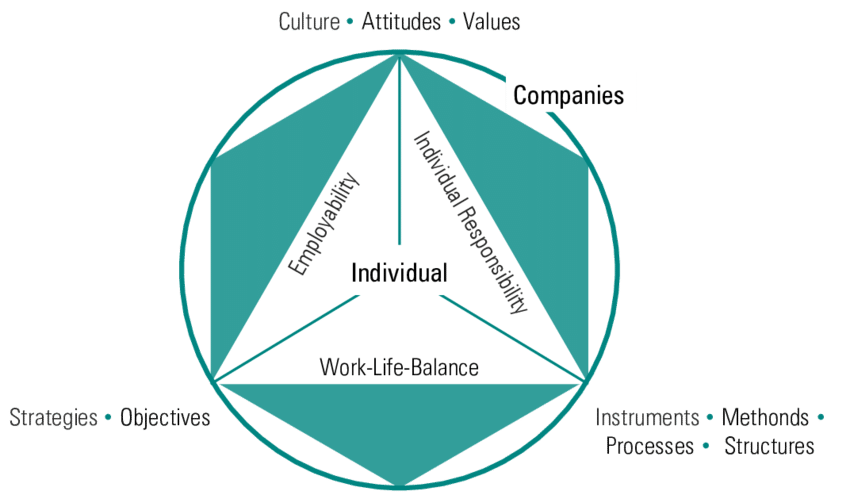 Culture • Attitudes • Values
Companies
Employability
Individual Responsibility
Individual
Work-Life-Balance
Strategies • Objectives
Instruments • Methonds •
Processes • Structures